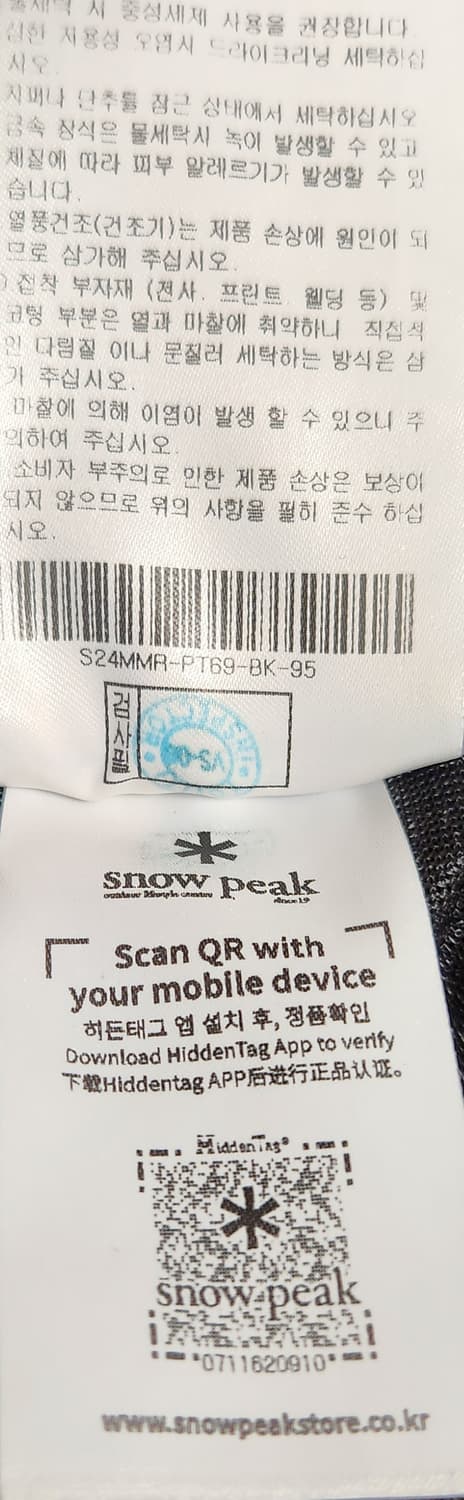 물세탁 시 중성세제 사용을 권장합니다
심한 지용성 오염시 드라이크리닝 세탁하십
시오.
지퍼나 단추를 잠근 상태에서 세탁하십시오
금속 장식은 물세탁시 녹이 발생할 수 있고
체질에 따라 피부 알레르기가 발생할 수 있
습니다.
열풍건조(건조기)는 제품 손상에 원인이 되
므로 삼가해 주십시오.
접착 부자재 (전사. 프린트. 웰딩 등) 및
코팅 부분은 열과 마찰에 취약하니 직접적
인 다림질 이나 문질러 세탁하는 방식은 삼
가 주십시오.
마찰에 의해 이염이 발생 할 수 있으니 주
의하여 주십시오.
소비자 부주의로 인한 제품 손상은 보상이
되지 않으므로 위의 사항을 필히 준수 하십
시오.
S24MMR-PT69-BK-95
검사필
snow peak
Scan QR with
your mobile device
히든태그 앱 설치 후, 정품확인
Download HiddenTag App to verify
下载Hiddentag APP后进行正品认证。
HiddenTag®
snow peak
*0711620910*
www.snowpeakstore.co.kr